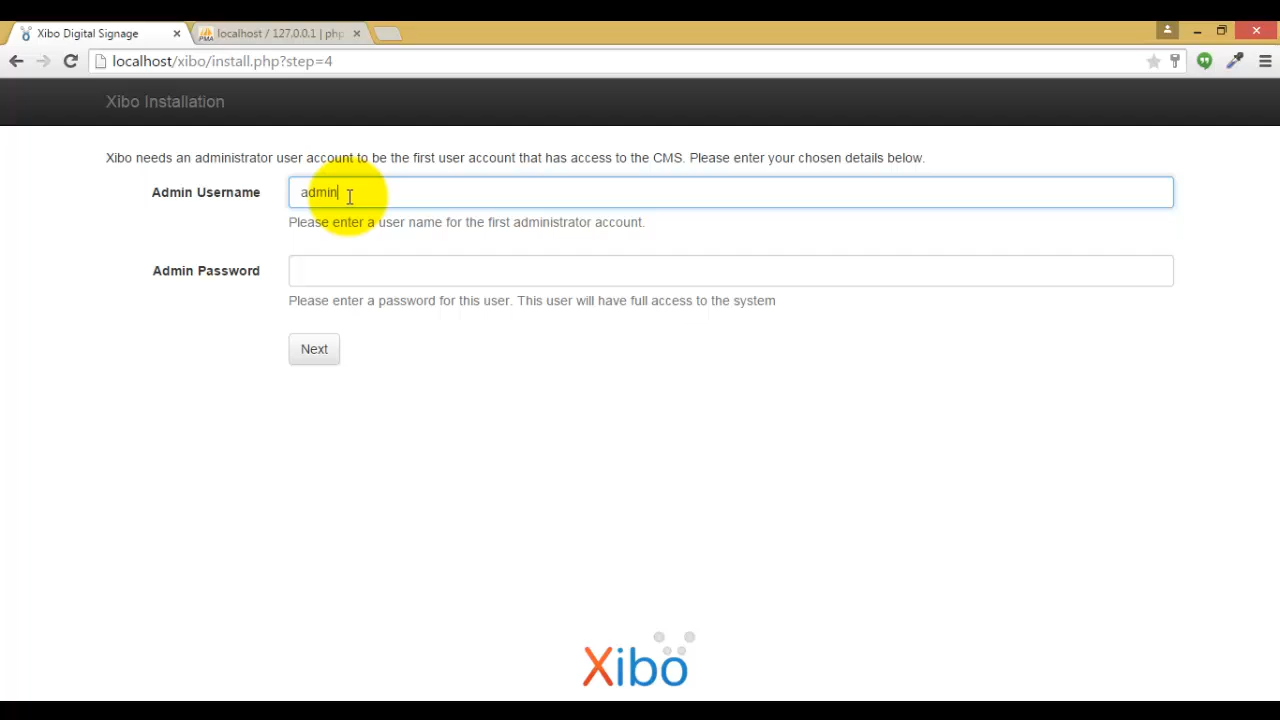 Xibo Digital Signage
localhost / 127.0.0.1 | php
PMA
localhost/xibo/install.php?step=4
Xibo Installation
Xibo needs an administrator user account to be the first user account that has access to the CMS. Please enter your chosen details below.
Admin Username
admin
Please enter a user name for the first administrator account.
Admin Password
Please enter a password for this user. This user will have full access to the system
Next
Xibo